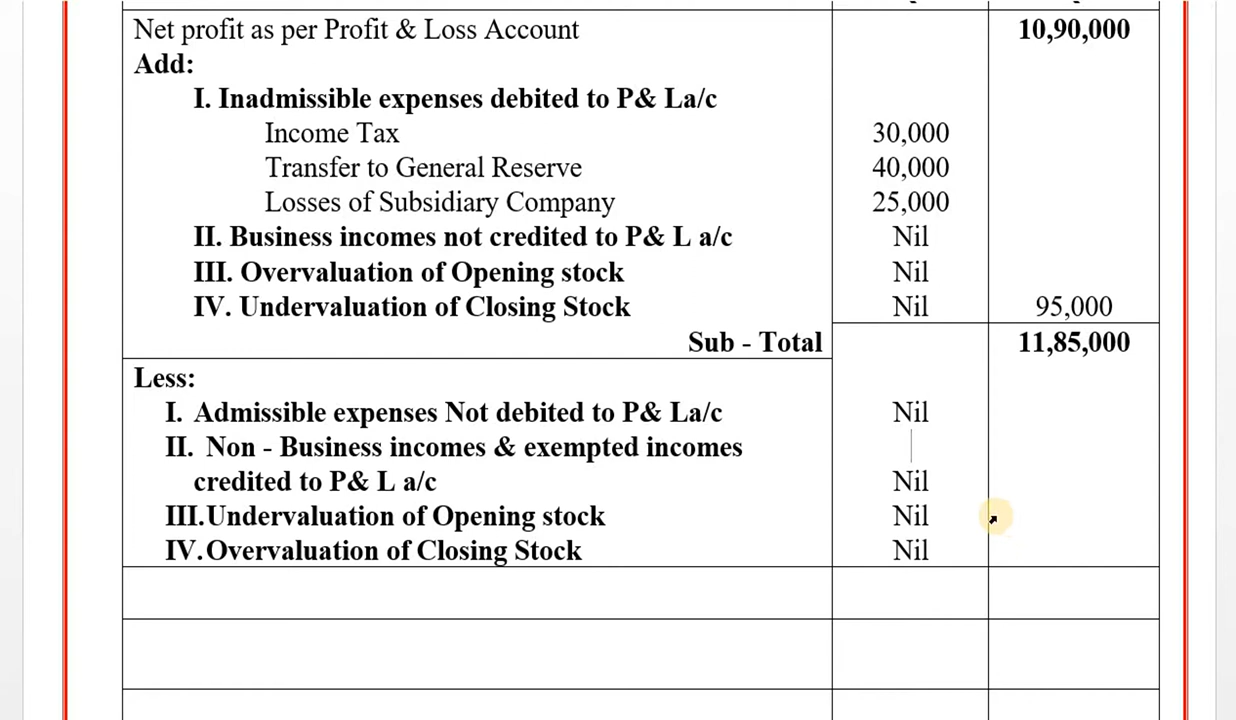 Net profit as per Profit & Loss Account 10,90,000
Add:
I. Inadmissible expenses debited to P& La/c
Income Tax 30,000
Transfer to General Reserve 40,000
Losses of Subsidiary Company 25,000
II. Business incomes not credited to P& L a/c Nil
III. Overvaluation of Opening stock Nil
IV. Undervaluation of Closing Stock Nil 95,000
Sub - Total 11,85,000
Less:
I. Admissible expenses Not debited to P& La/c Nil
II. Non - Business incomes & exempted incomes
credited to P& L a/c Nil
III.Undervaluation of Opening stock Nil
IV.Overvaluation of Closing Stock Nil